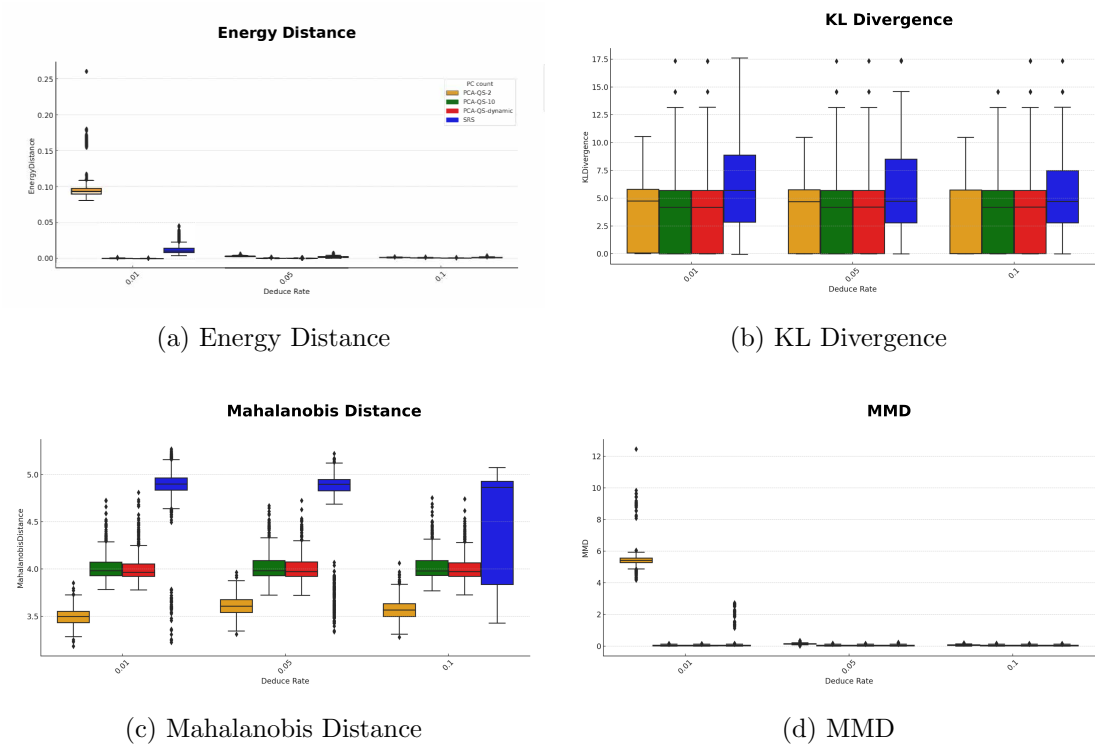 Energy Distance
EnergyDistance
0.25
0.20
0.15
0.10
0.05
0.00
PC count
PCA-QS-2
PCA-QS-10
PCA-QS-dynamic
SRS
0.01
0.05
0.1
Deduce Rate
(a) Energy Distance
KL Divergence
KLDivergence
17.5
15.0
12.5
10.0
7.5
5.0
2.5
0.0
0.01
0.05
0.1
Deduce Rate
(b) KL Divergence
Mahalanobis Distance
MahalanobisDistance
5.0
4.5
4.0
3.5
0.01
0.05
0.1
Deduce Rate
(c) Mahalanobis Distance
MMD
MMD
12
10
8
6
4
2
0
0.01
0.05
0.1
Deduce Rate
(d) MMD